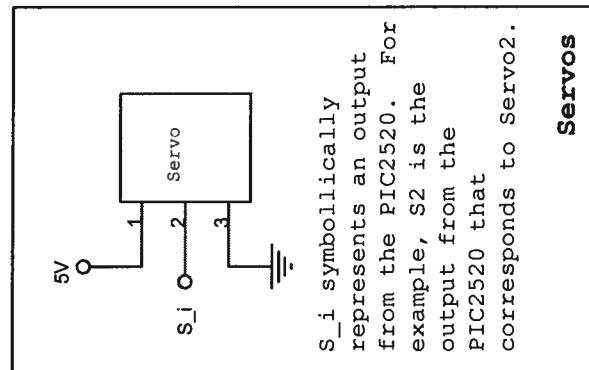 5V
S_i
1
2
3
Servo
S_i symbollically
represents an output
from the PIC2520. For
example, S2 is the
output from the
PIC2520 that
corresponds to Servo2.
Servos